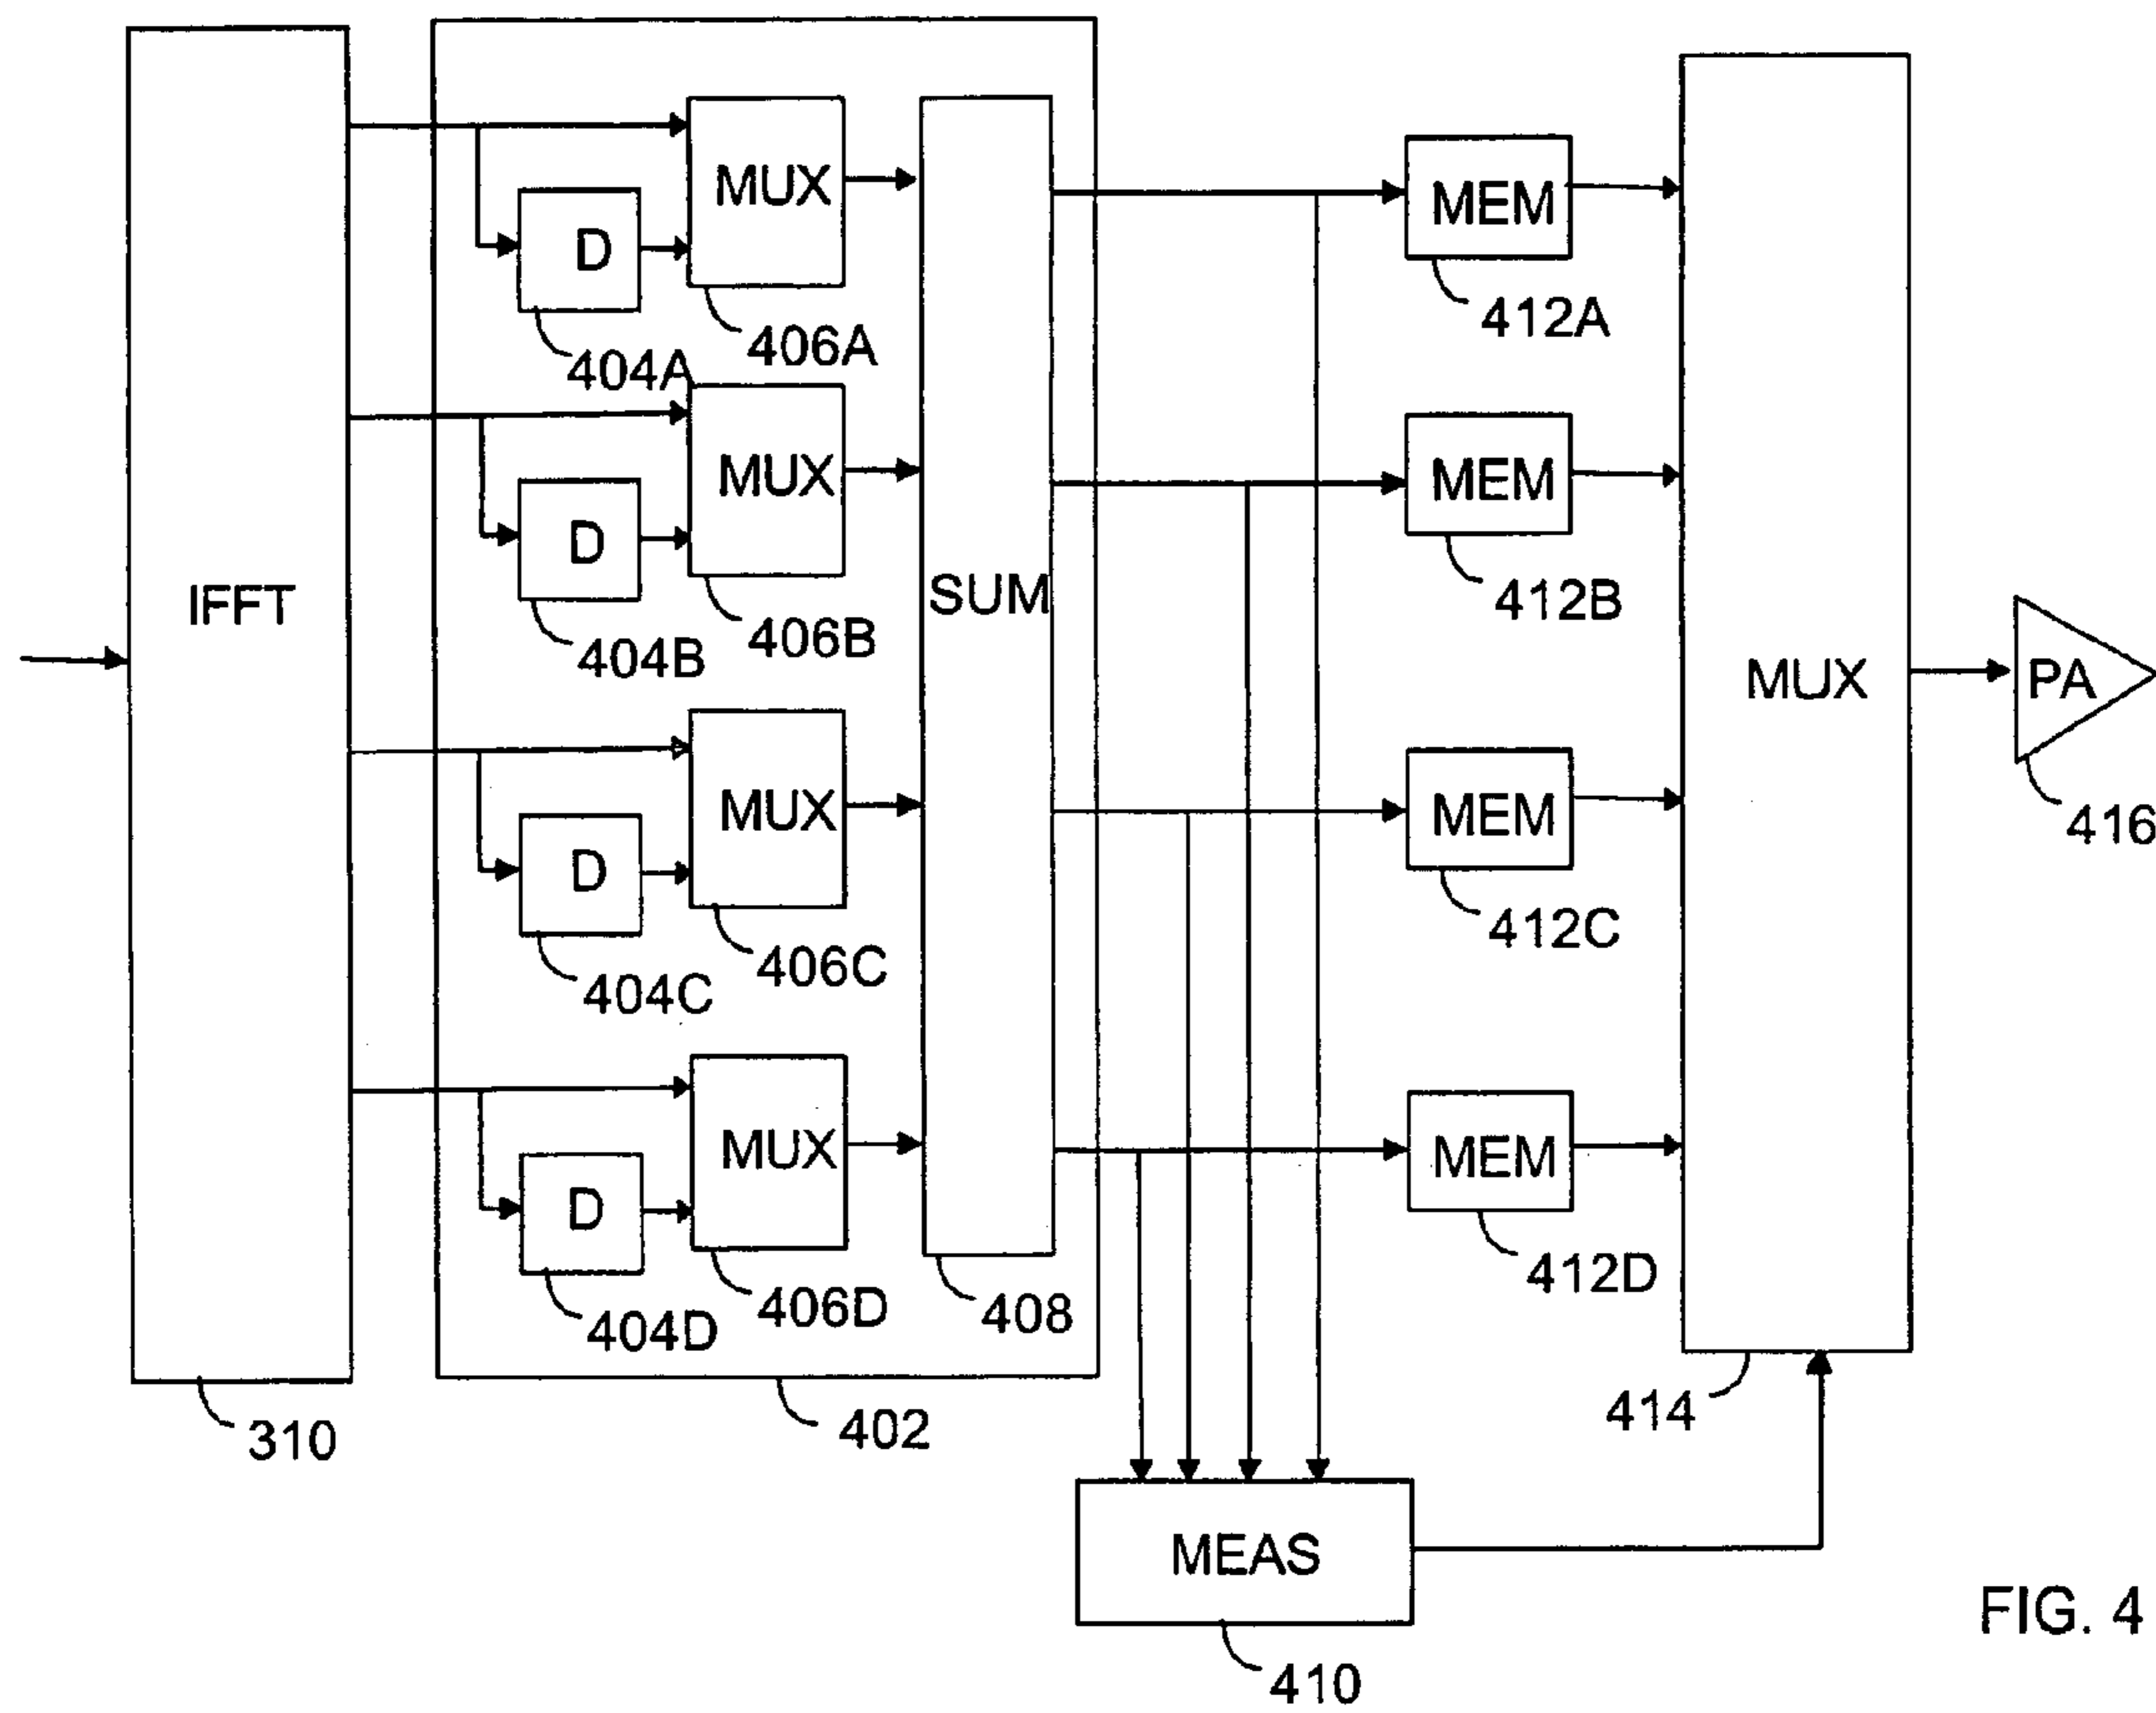 MUX
MEM
D
412A
406A
404A
MUX
MEM
D
SUM
IFFT
412B
406B
404B
MUX
PA
MUX
MEM
416
D
412C
406C
404C
MUX
MEM
D
412D
406D
408
404D
414
402
310
MEAS
FIG. 4
410